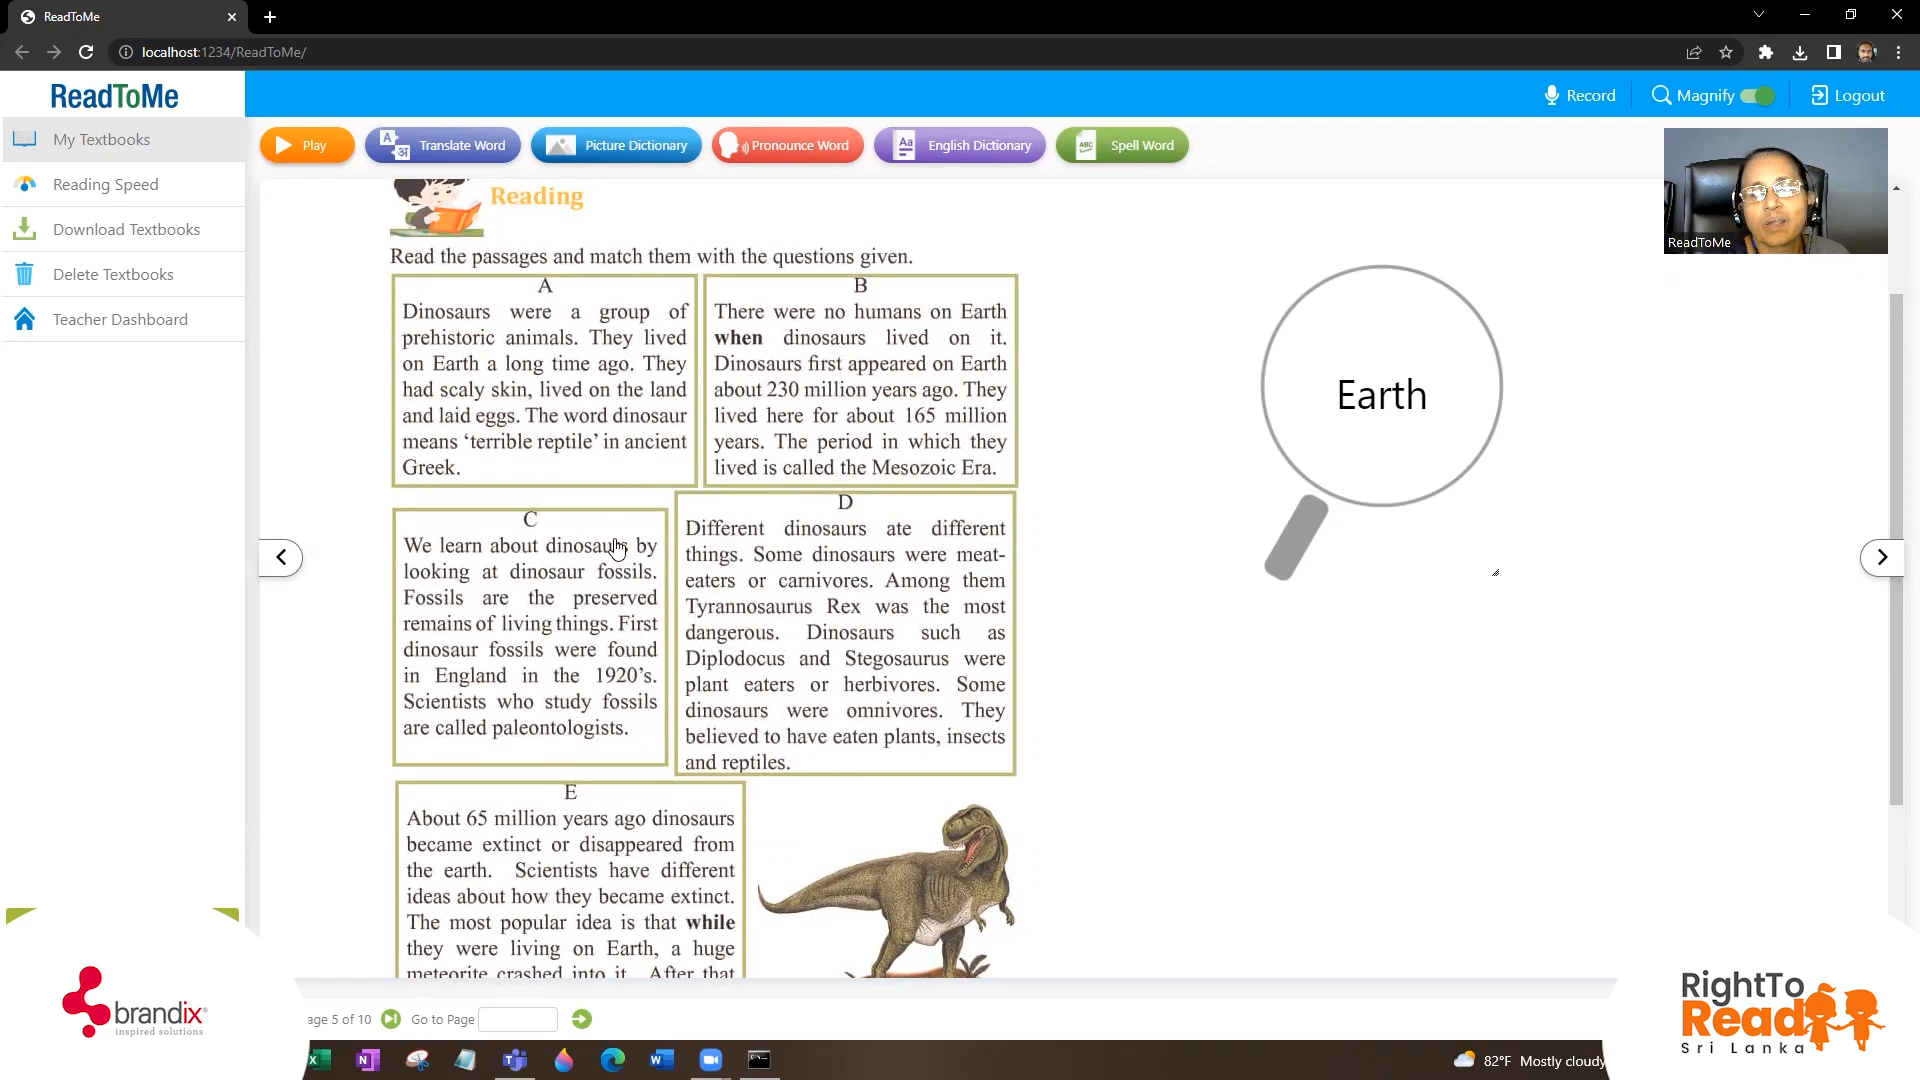 ReadToMe
localhost:1234/ReadToMe/
ReadToMe
Record
Magnify
Logout
My Textbooks
Reading Speed
Download Textbooks
Delete Textbooks
Teacher Dashboard
Play
A अ Translate Word
Picture Dictionary
Pronounce Word
Aa English Dictionary
ABC Spell Word
ReadToMe
Reading
Read the passages and match them with the questions given.
A
Dinosaurs were a group of
prehistoric animals. They lived
on Earth a long time ago. They
had scaly skin, lived on the land
and laid eggs. The word dinosaur
means ‘terrible reptile’ in ancient
Greek.
B
There were no humans on Earth
when dinosaurs lived on it.
Dinosaurs first appeared on Earth
about 230 million years ago. They
lived here for about 165 million
years. The period in which they
lived is called the Mesozoic Era.
C
We learn about dinosaurs by
looking at dinosaur fossils.
Fossils are the preserved
remains of living things. First
dinosaur fossils were found
in England in the 1920’s.
Scientists who study fossils
are called paleontologists.
D
Different dinosaurs ate different
things. Some dinosaurs were meat-
eaters or carnivores. Among them
Tyrannosaurus Rex was the most
dangerous. Dinosaurs such as
Diplodocus and Stegosaurus were
plant eaters or herbivores. Some
dinosaurs were omnivores. They
believed to have eaten plants, insects
and reptiles.
E
About 65 million years ago dinosaurs
became extinct or disappeared from
the earth. Scientists have different
ideas about how they became extinct.
The most popular idea is that while
they were living on Earth, a huge
meteorite crashed into it. After that
Earth
age 5 of 10
Go to Page
brandix
inspired solutions
RightTo
Read
Sri Lanka
82°F Mostly cloudy